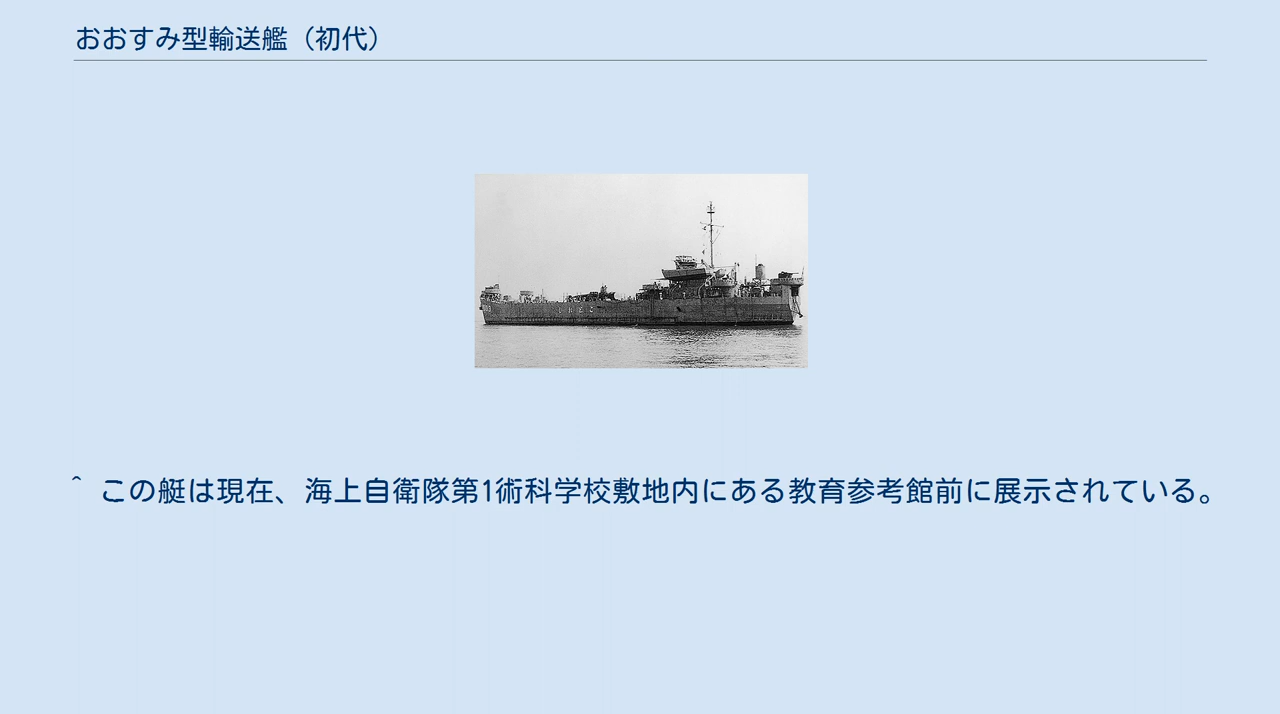 おおすみ型輸送艦（初代）
^ この艇は現在、海上自衛隊第1術科学校敷地内にある教育参考館前に展示されている。